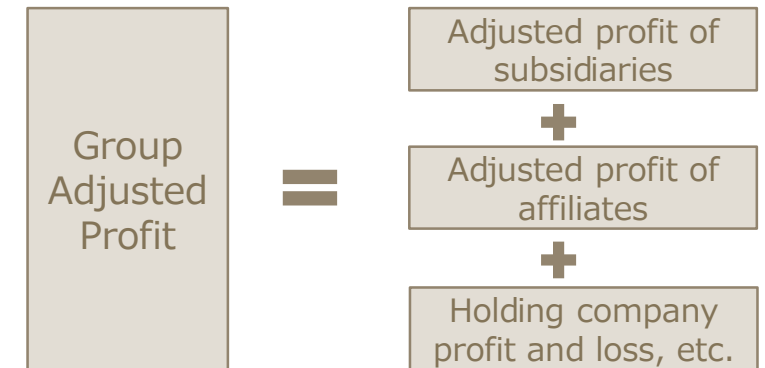 Group
Adjusted
Profit
=
Adjusted profit of
subsidiaries
+
Adjusted profit of
affiliates
+
Holding company
profit and loss, etc.